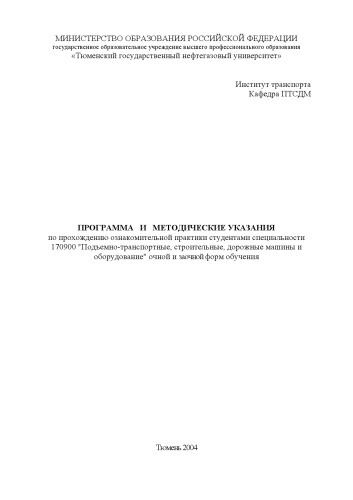 МИНИСТЕРСТВО ОБРАЗОВАНИЯ РОССИЙСКОЙ ФЕДЕРАЦИИ
государственное образовательное учреждение высшего профессионального образования
«Тюменский государственный нефтегазовый университет»
Институт транспорта
Кафедра ПТСДМ
ПРОГРАММА И МЕТОДИЧЕСКИЕ УКАЗАНИЯ
по прохождению ознакомительной практики студентами специальности
170900 "Подъемно-транспортные, строительные, дорожные машины и
оборудование" очной и заочной форм обучения
Тюмень 2004